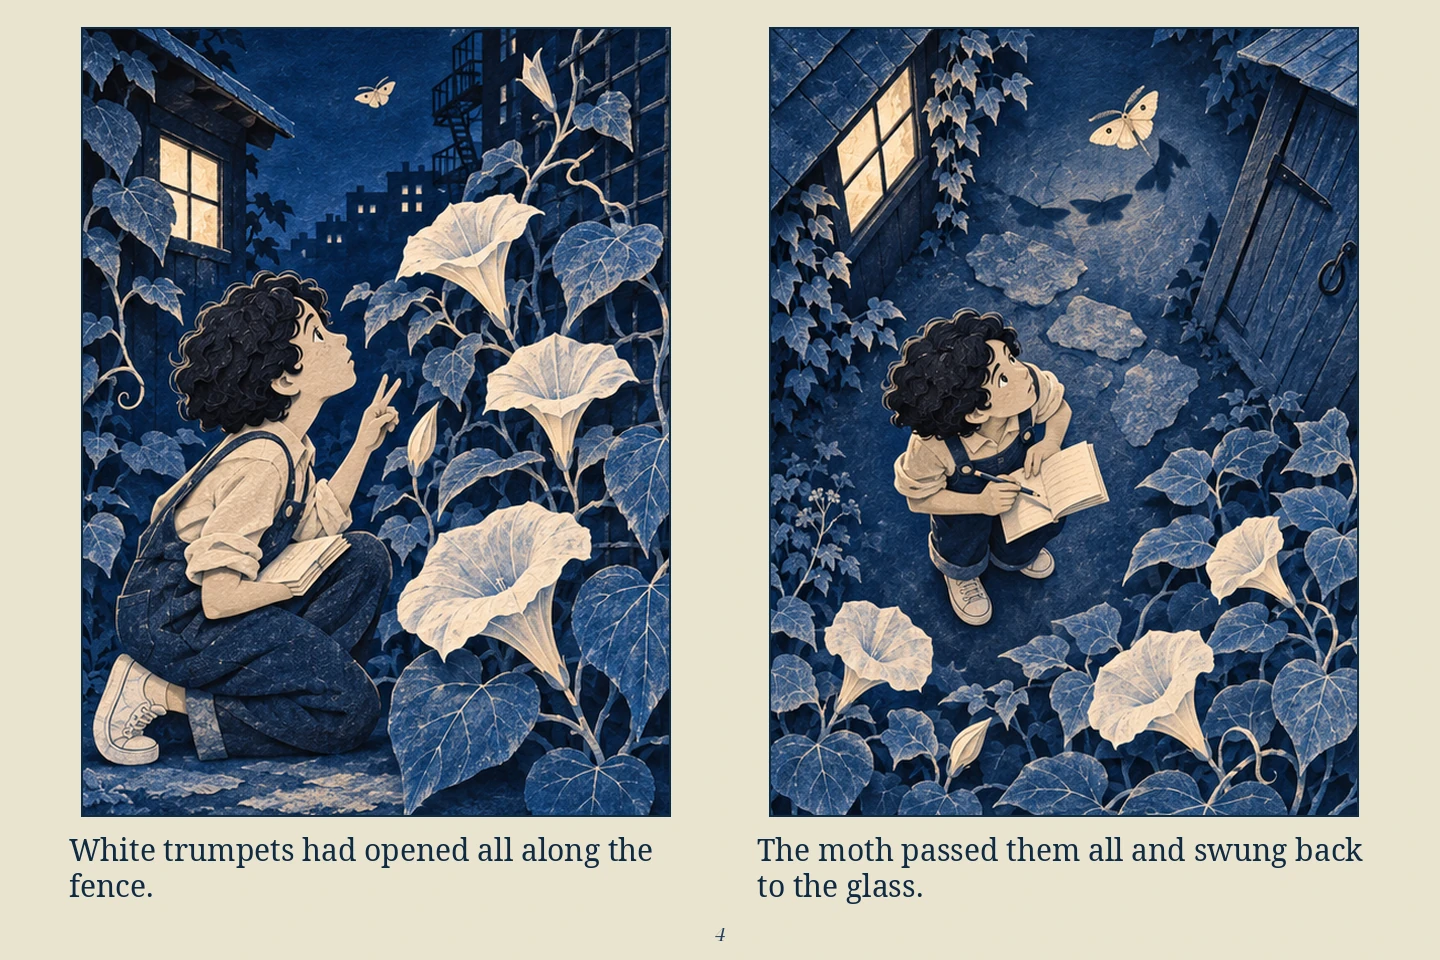 White trumpets had opened all along the
fence.
The moth passed them all and swung back
to the glass.
4